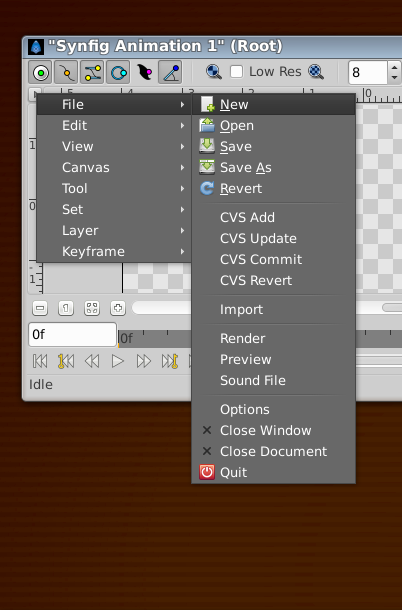 "Synfig Animation 1" (Root)
Low Res
8
File
Edit
View
Canvas
Tool
Set
Layer
Keyframe
New
Open
Save
Save As
Revert
CVS Add
CVS Update
CVS Commit
CVS Revert
Import
Render
Preview
Sound File
Options
Close Window
Close Document
Quit
0f
0f
Idle